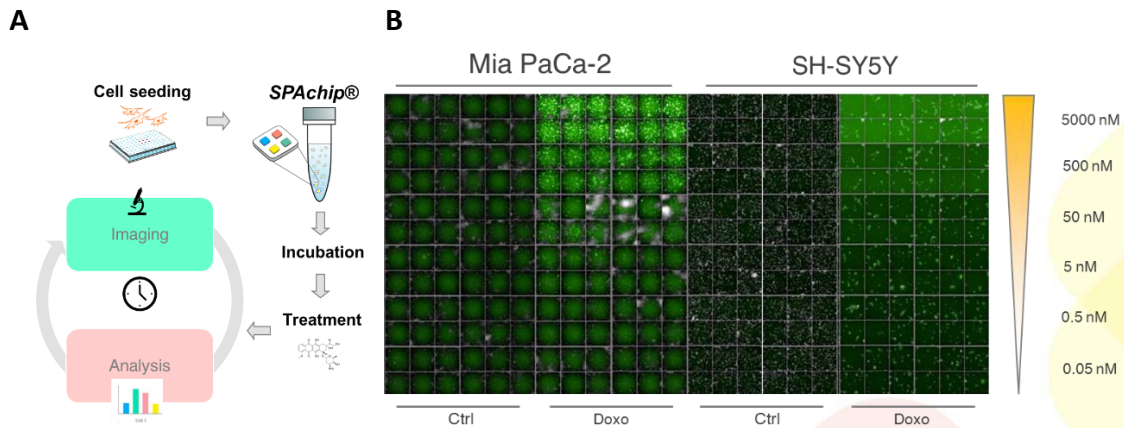 A
B
Cell seeding
SPAchip®
Imaging
Incubation
Treatment
Analysis
Mia PaCa-2
SH-SY5Y
5000 nM
500 nM
50 nM
5 nM
0.5 nM
0.05 nM
Ctrl
Doxo
Ctrl
Doxo